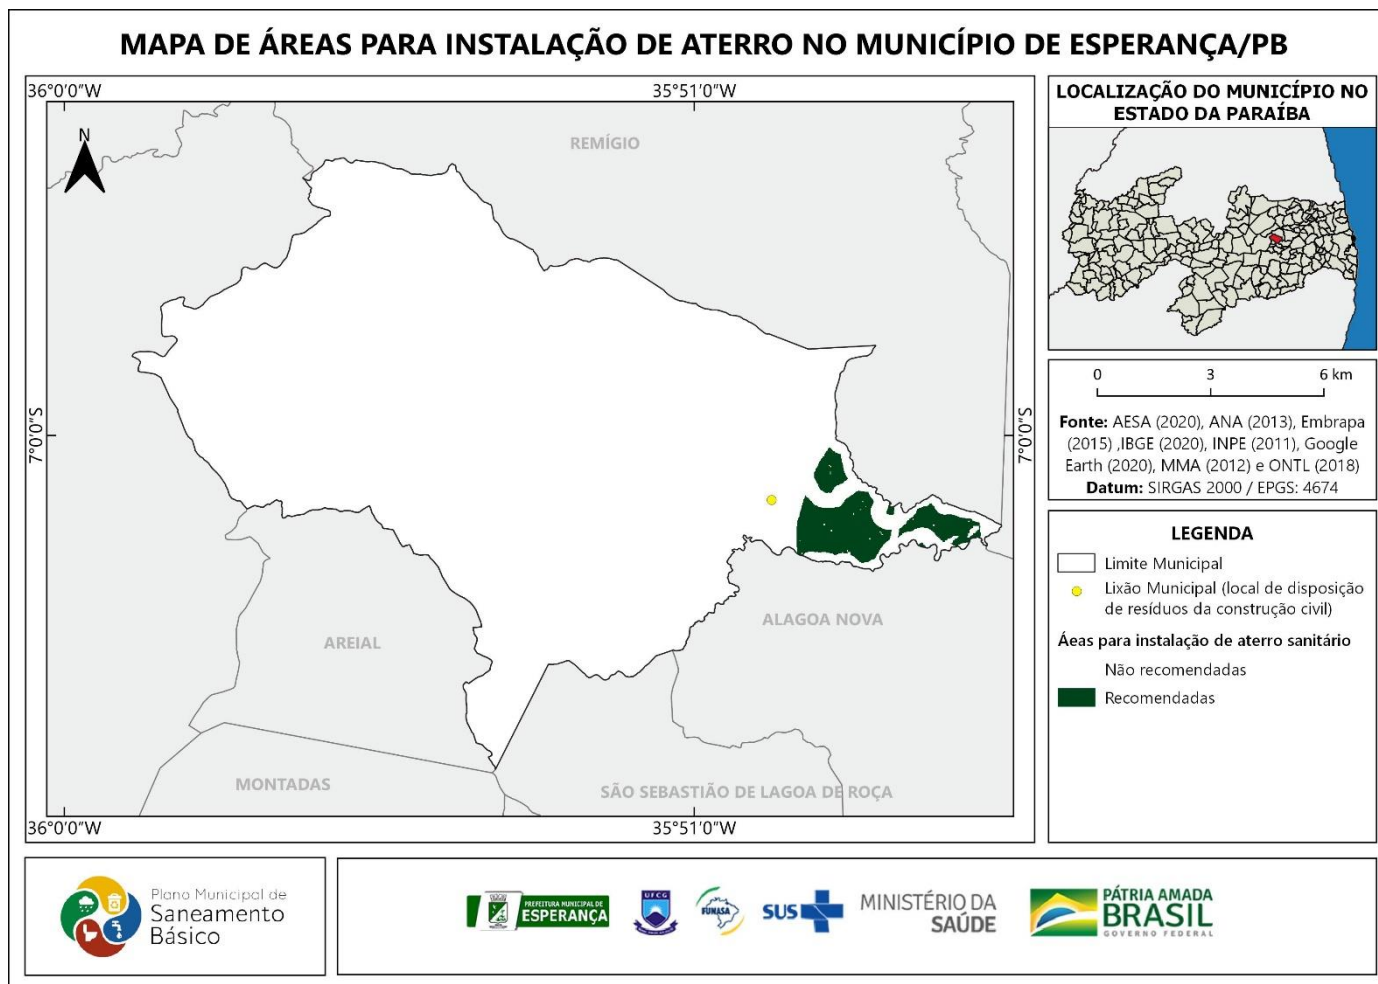 MAPA DE ÁREAS PARA INSTALAÇÃO DE ATERRO NO MUNICÍPIO DE ESPERANÇA/PB
36°0'0"W
35°51'0"W
N
REMÍGIO
7°0'0"S
7°0'0"S
AREIAL
ALAGOA NOVA
MONTADAS
SÃO SEBASTIÃO DE LAGOA DE ROÇA
36°0'0"W
35°51'0"W
LOCALIZAÇÃO DO MUNICÍPIO NO
ESTADO DA PARAÍBA
0 3 6 km
Fonte: AESA (2020), ANA (2013), Embrapa
(2015) ,IBGE (2020), INPE (2011), Google
Earth (2020), MMA (2012) e ONTL (2018)
Datum: SIRGAS 2000 / EPGS: 4674
LEGENDA
Limite Municipal
Lixão Municipal (local de disposição
de resíduos da construção civil)
Áeas para instalação de aterro sanitário
Não recomendadas
Recomendadas
Plano Municipal de
Saneamento
Básico
PREFEITURA MUNICIPAL DE
ESPERANÇA
UFCG
FUNASA
SUS
MINISTÉRIO DA
SAÚDE
PÁTRIA AMADA
BRASIL
GOVERNO FEDERAL